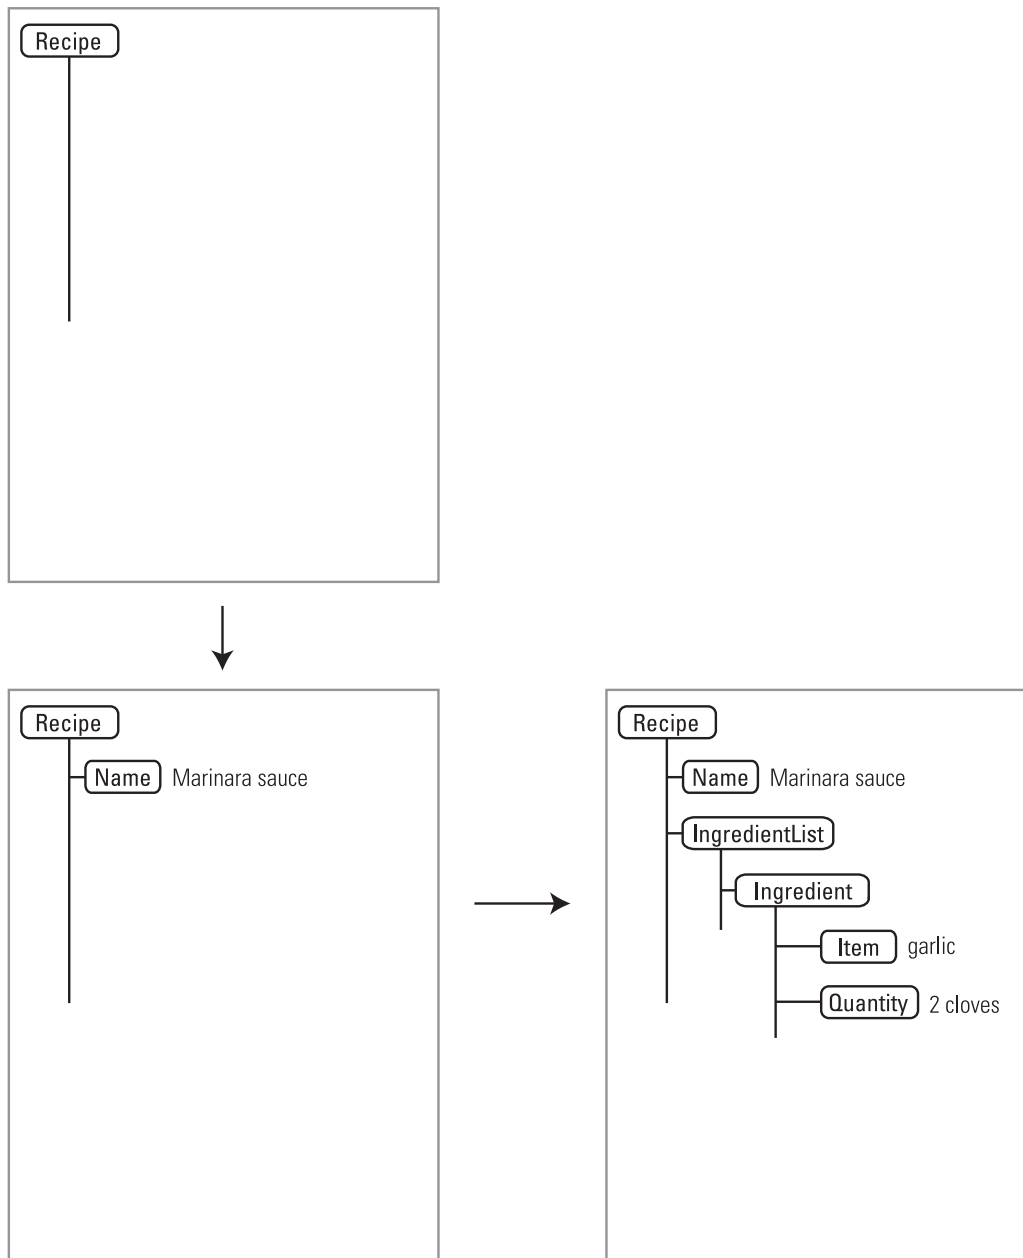 Recipe
Recipe
Name Marinara sauce
Recipe
Name Marinara sauce
IngredientList
Ingredient
Item garlic
Quantity 2 cloves